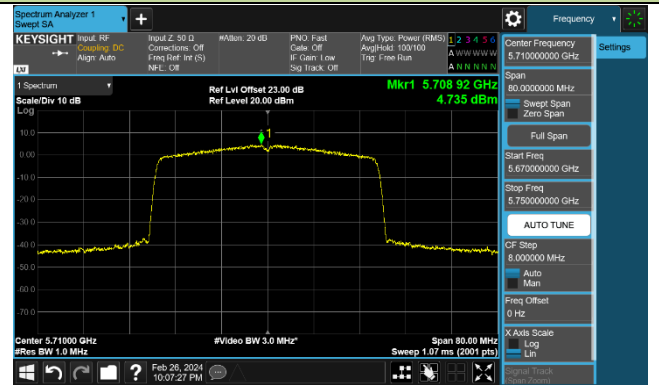 Spectrum Analyzer 1
Swept SA
+
Frequency
KEYSIGHT
Input: RF
Coupling: DC
Align: Auto
Input Z: 50 Ω
Corrections: Off
Freq Ref: Int (S)
NFE: Off
#Atten: 20 dB
PNO: Fast
Gate: Off
IF Gain: Low
Sig Track: Off
Avg Type: Power (RMS)
Avg|Hold: 100/100
Trig: Free Run
1 2 3 4 5 6
A W W W W W
A N N N N N
LXI
1 Spectrum
Scale/Div 10 dB
Log
Ref Lvl Offset 23.00 dB
Ref Level 20.00 dBm
Mkr1 5.708 92 GHz
4.735 dBm
1
10.0
0.00
-10.0
-20.0
-30.0
-40.0
-50.0
-60.0
-70.0
Center 5.71000 GHz
#Res BW 1.0 MHz
#Video BW 3.0 MHz*
Span 80.00 MHz
Sweep 1.07 ms (2001 pts)
Center Frequency
5.710000000 GHz
Settings
Span
80.0000000 MHz
Swept Span
Zero Span
Full Span
Start Freq
5.670000000 GHz
Stop Freq
5.750000000 GHz
AUTO TUNE
CF Step
8.000000 MHz
Auto
Man
Freq Offset
0 Hz
X Axis Scale
Log
Lin
Signal Track
(Span Zoom)
?
Feb 26, 2024
10:07:27 PM